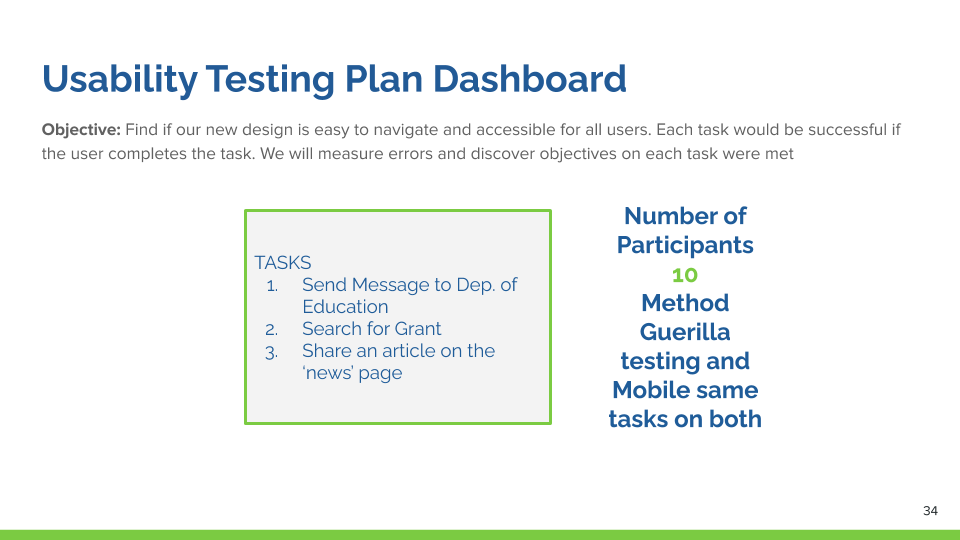 Usability Testing Plan Dashboard
Objective: Find if our new design is easy to navigate and accessible for all users. Each task would be successful if
the user completes the task. We will measure errors and discover objectives on each task were met
TASKS
1. Send Message to Dep. of
Education
2. Search for Grant
3. Share an article on the
‘news’ page
Number of
Participants
10
Method
Guerilla
testing and
Mobile same
tasks on both
34